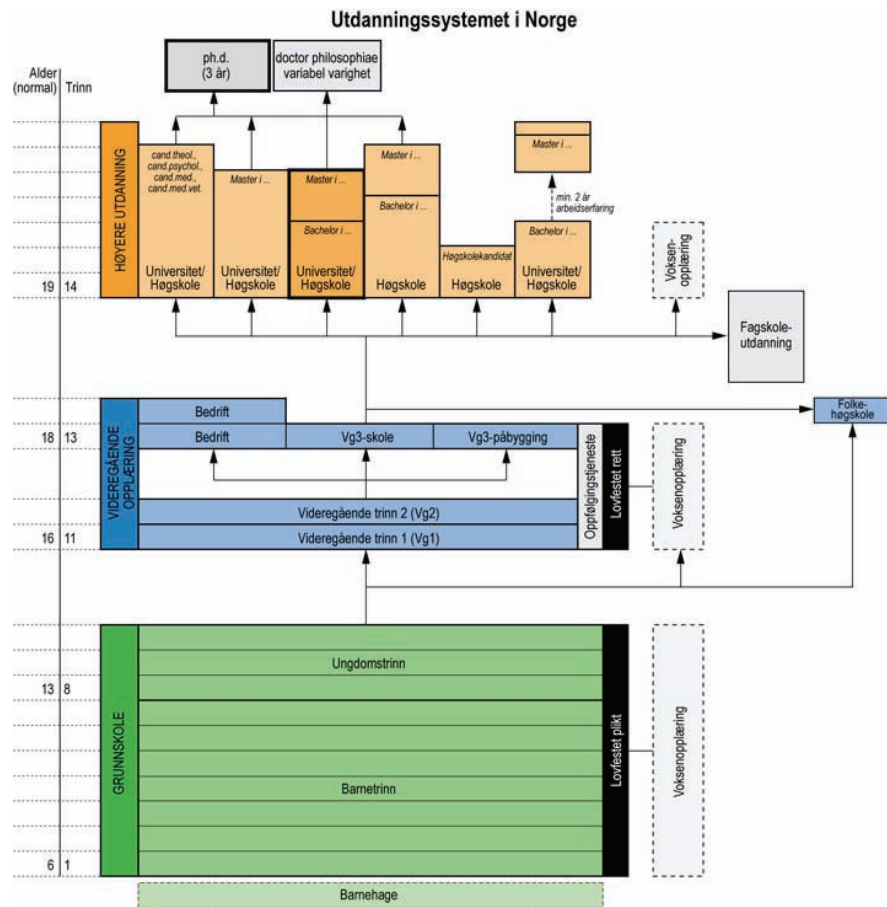 Utdanningssystemet i Norge
Alder
(normal)
Trinn
ph.d.
(3 år)
doctor philosophiae
variabel varighet
HØYERE UTDANNING
cand.theol.,
cand.psychol.,
cand.med.,
cand.med.vet.
Universitet/
Høgskole
Master i ...
Universitet/
Høgskole
Master i ...
Bachelor i ...
Universitet/
Høgskole
Master i ...
Bachelor i ...
Høgskole
Høgskolekandidat
Høgskole
Master i ...
min. 2 år
arbeidserfaring
Bachelor i ...
Universitet/
Høgskole
Voksen-
opplæring
19 14
Fagskole-
utdanning
Folke-
høgskole
VIDEREGÅENDE
OPPLÆRING
Bedrift
18 13
Bedrift
Vg3-skole
Vg3-påbygging
Videregående trinn 2 (Vg2)
Videregående trinn 1 (Vg1)
16 11
Oppfølgingstjeneste
Lovfestet rett
Voksenopplæring
GRUNNSKOLE
Ungdomstrinn
13 8
Barnetrinn
6 1
Lovfestet plikt
Voksenopplæring
Barnehage